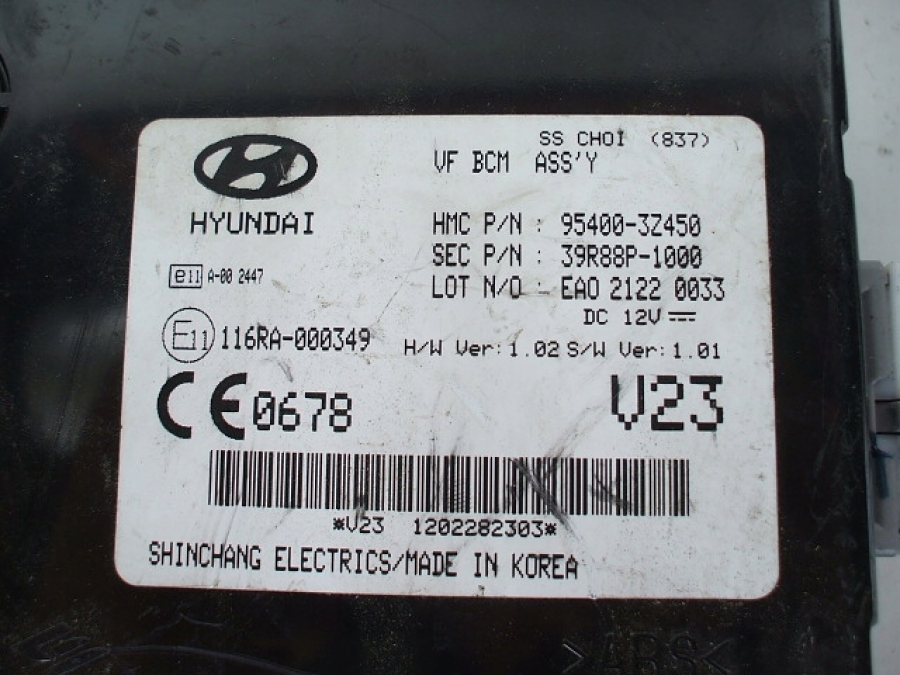 SS CHOI (837)
VF BCM ASS'Y
HYUNDAI
HMC P/N : 95400-3Z450
SEC P/N : 39R88P-1000
LOT N/O : EAO 2122 0033
e11 A-00 2447
DC 12V
E11 116RA-000349
H/W Ver: 1.02 S/W Ver: 1.01
CE 0678
V23
*V23 1202282303*
SHINCHANG ELECTRICS/MADE IN KOREA
>ABS<